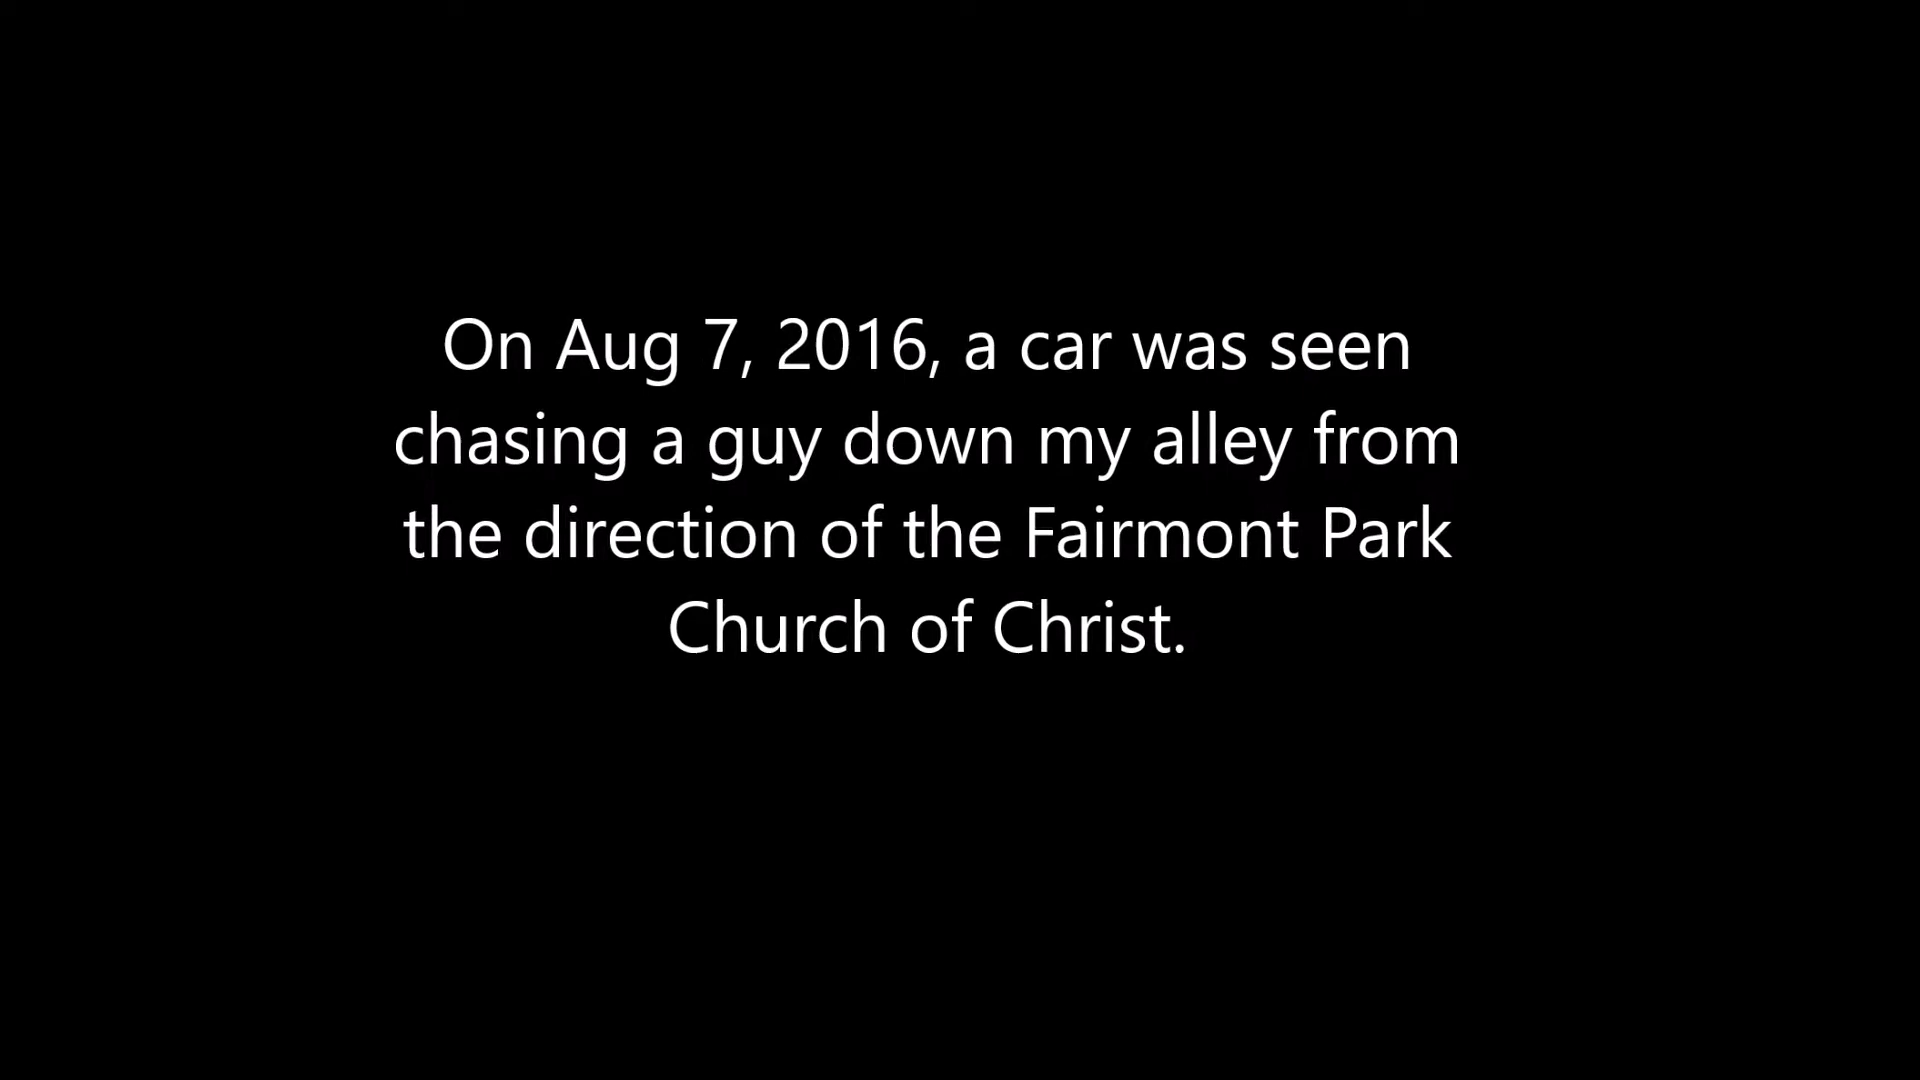 On Aug 7, 2016, a car was seen
chasing a guy down my alley from
the direction of the Fairmont Park
Church of Christ.